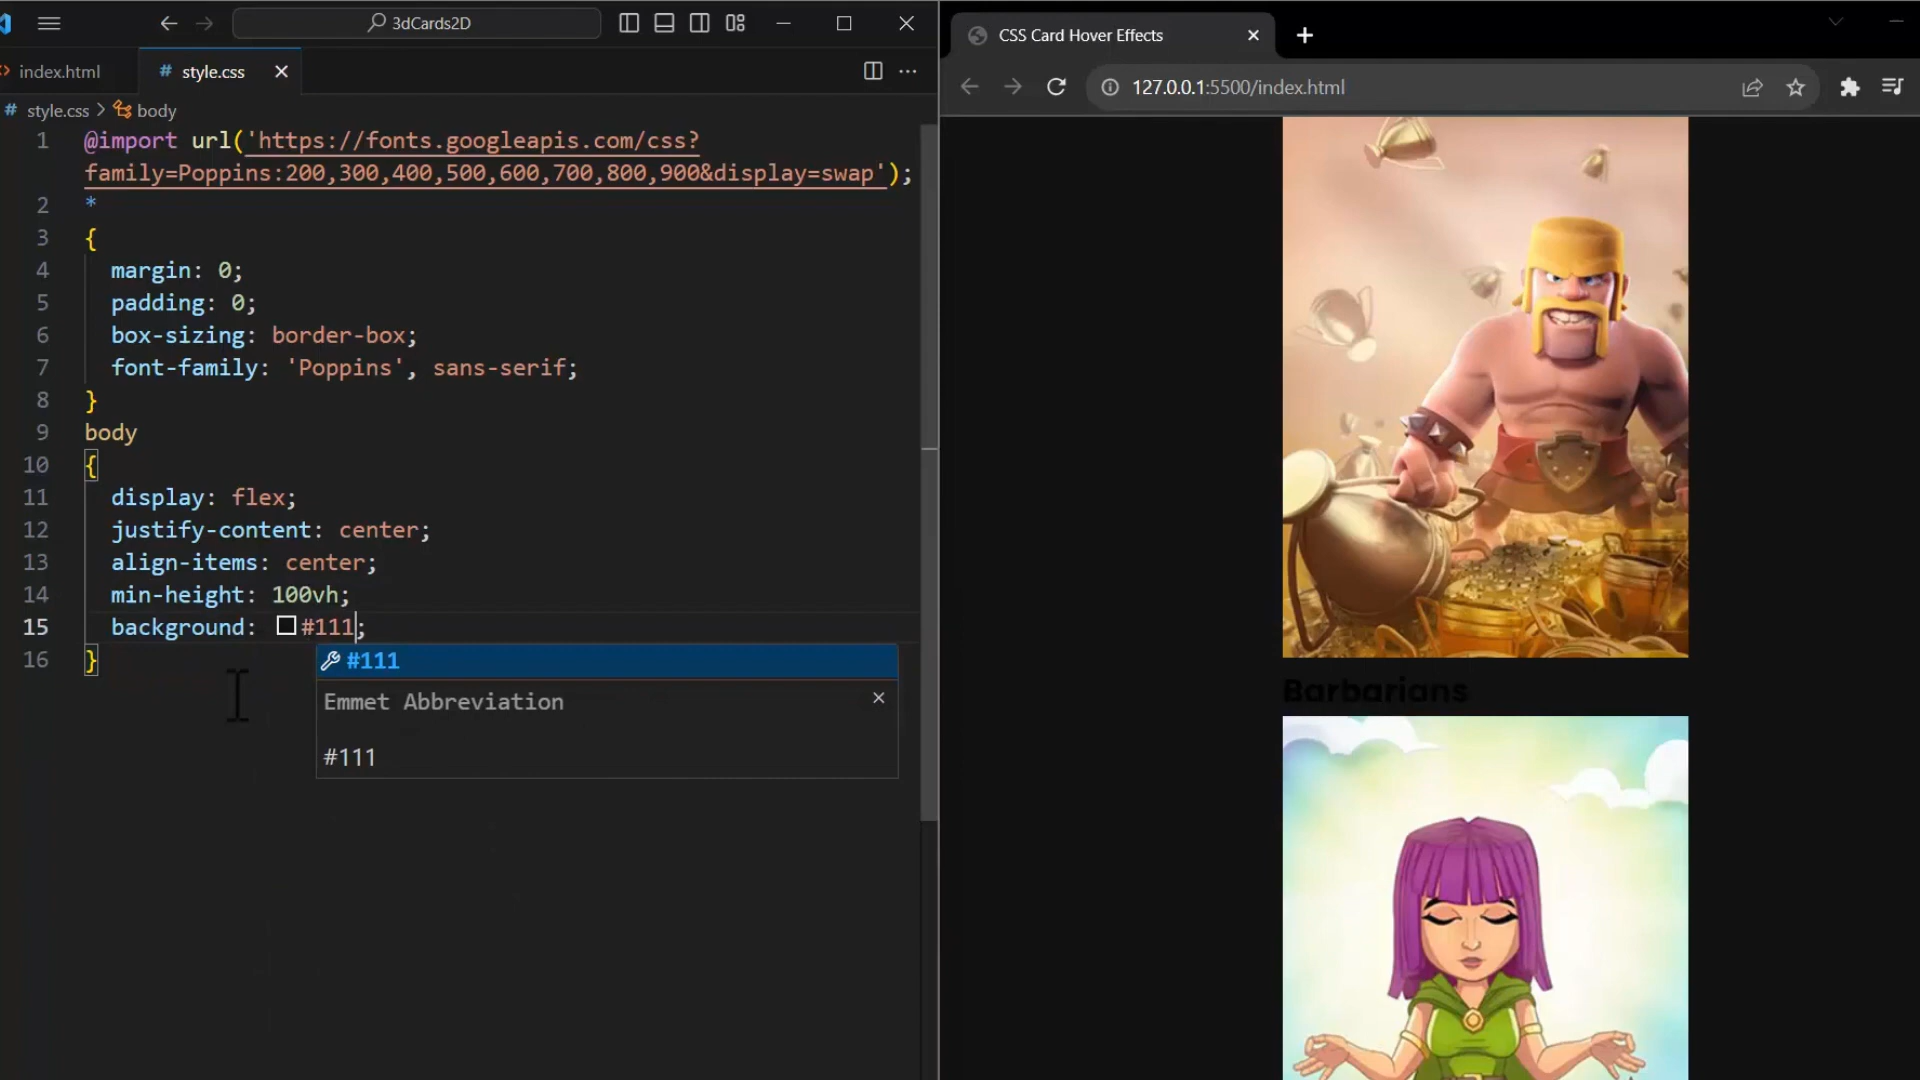 3dCards2D
index.html
# style.css
# style.css > body
1 @import url('https://fonts.googleapis.com/css?
family=Poppins:200,300,400,500,600,700,800,900&display=swap');
2 *
3 {
4 margin: 0;
5 padding: 0;
6 box-sizing: border-box;
7 font-family: 'Poppins', sans-serif;
8 }
9 body
10 {
11 display: flex;
12 justify-content: center;
13 align-items: center;
14 min-height: 100vh;
15 background: #111;
16 }
#111
Emmet Abbreviation
#111
CSS Card Hover Effects
127.0.0.1:5500/index.html
Barbarians